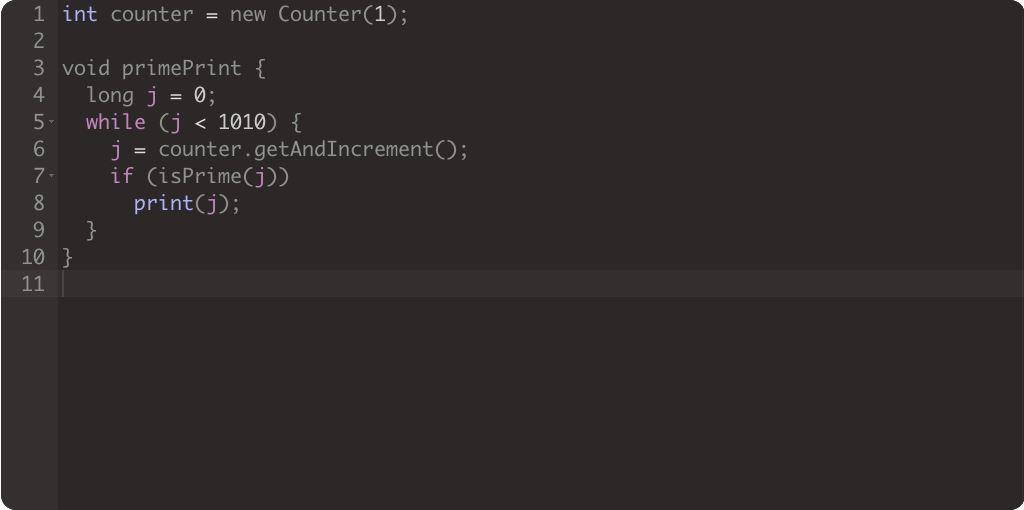 1 int counter = new Counter(1);
2
3 void primePrint {
4   long j = 0;
5   while (j < 1010) {
6     j = counter.getAndIncrement();
7     if (isPrime(j))
8       print(j);
9   }
10 }
11